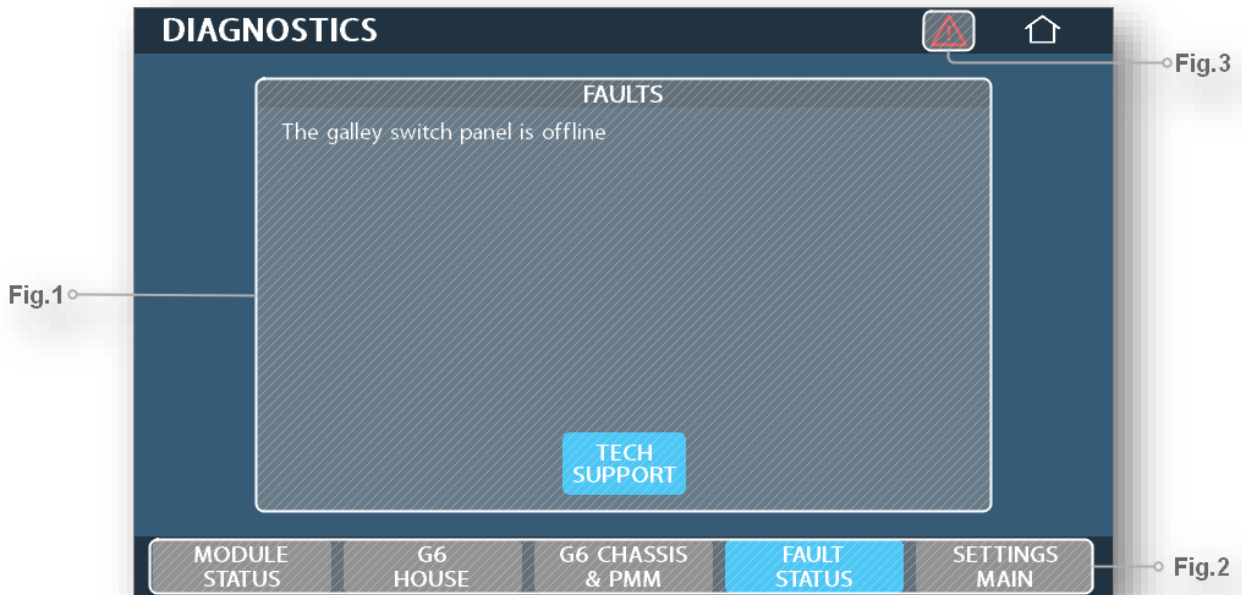 DIAGNOSTICS
Fig.3
FAULTS
The galley switch panel is offline
Fig.1
TECH
SUPPORT
MODULE
STATUS
G6
HOUSE
G6 CHASSIS
& PMM
FAULT
STATUS
SETTINGS
MAIN
Fig.2